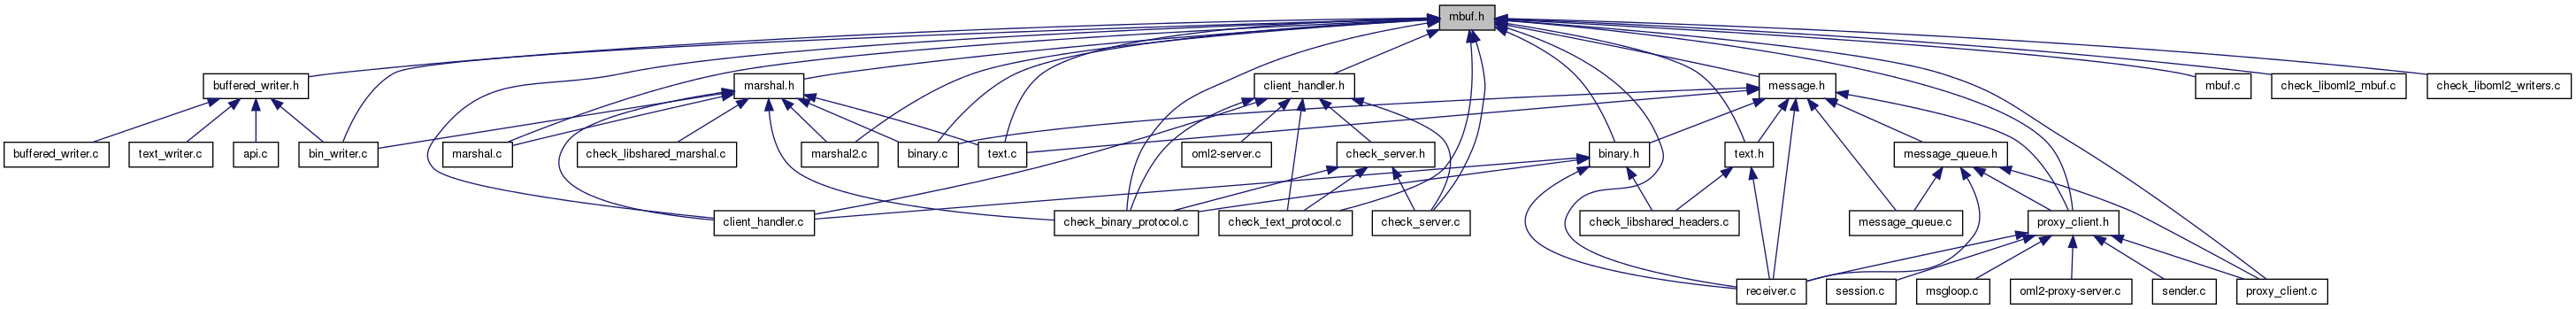 mbuf.h
buffered_writer.h
marshal.h
client_handler.h
message.h
mbuf.c
check_liboml2_mbuf.c
check_liboml2_writers.c
buffered_writer.c
text_writer.c
api.c
bin_writer.c
marshal.c
check_libshared_marshal.c
marshal2.c
binary.c
text.c
oml2-server.c
check_server.h
binary.h
text.h
message_queue.h
client_handler.c
check_binary_protocol.c
check_text_protocol.c
check_server.c
check_libshared_headers.c
message_queue.c
proxy_client.h
receiver.c
session.c
msgloop.c
oml2-proxy-server.c
sender.c
proxy_client.c